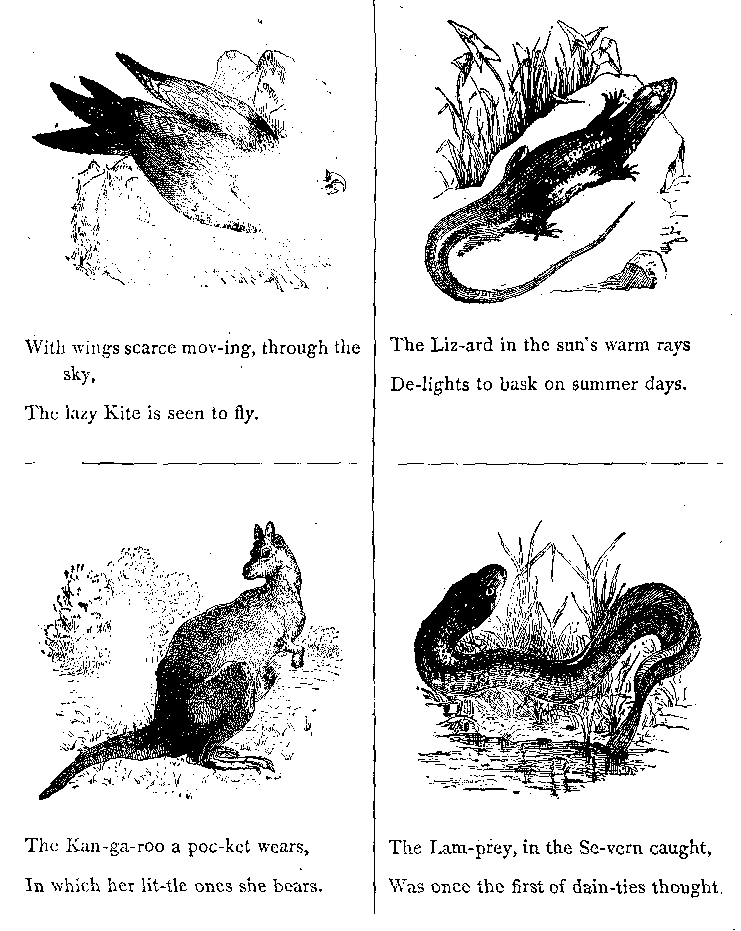 With wings scarce mov-ing, through the
sky,
The lazy Kite is seen to fly.
The Liz-ard in the sun's warm rays
De-lights to bask on summer days.
The Kan-ga-roo a poc-ket wears,
In which her lit-tle ones she bears.
The Lam-prey, in the Se-vern caught,
Was once the first of dain-ties thought.